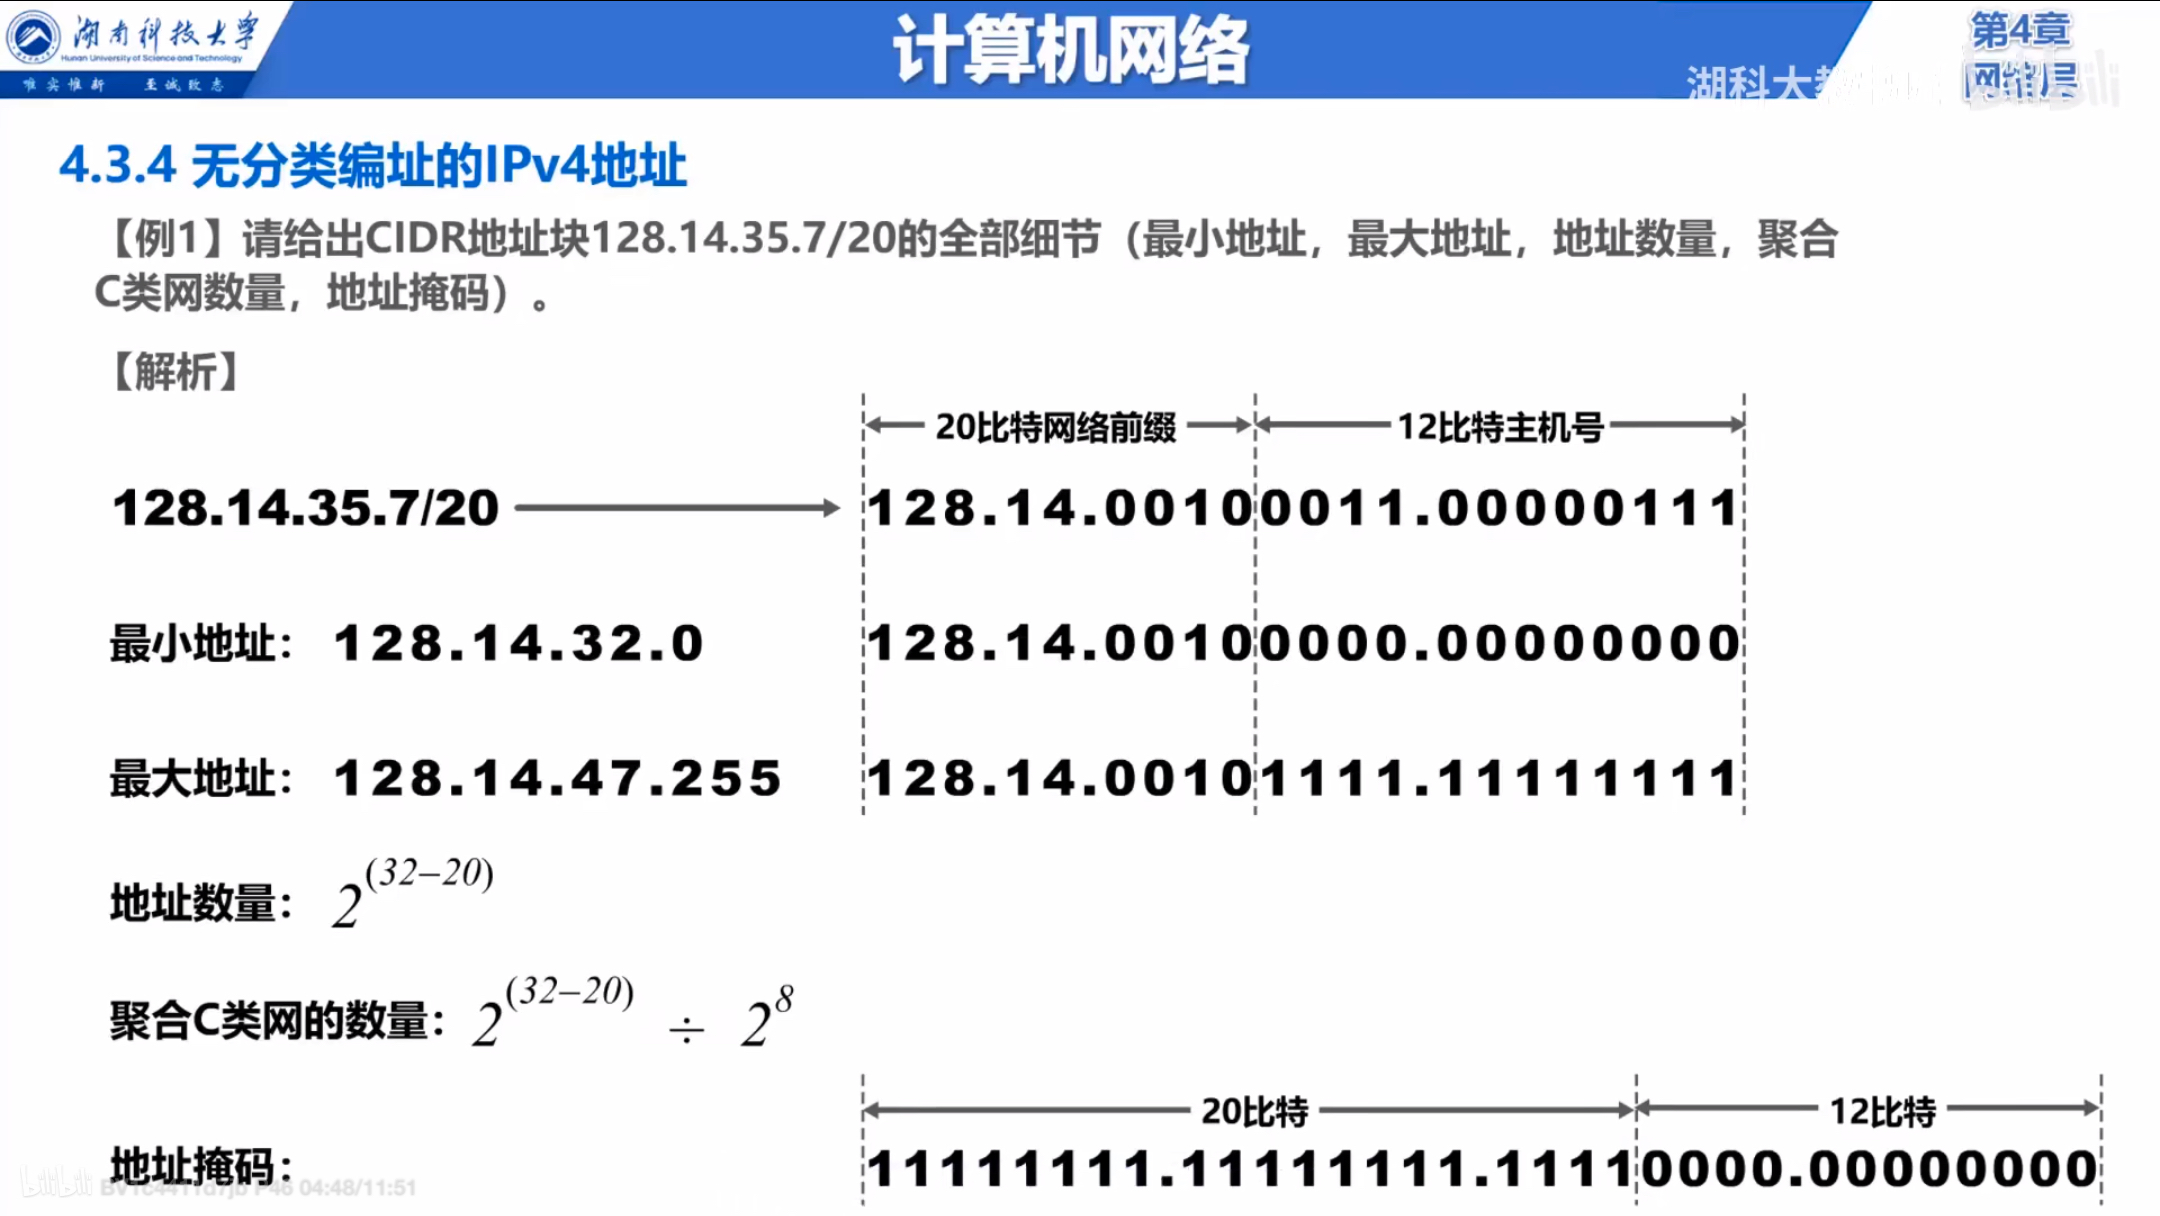 湖南科技大学
Hunan University of Science and Technology
唯实惟新 至诚致志
计算机网络
第4章
网络层
湖科大
4.3.4 无分类编址的IPv4地址
【例1】请给出CIDR地址块128.14.35.7/20的全部细节（最小地址，最大地址，地址数量，聚合
C类网数量，地址掩码）。
【解析】
20比特网络前缀 12比特主机号
128.14.35.7/20 128.14.00100011.00000111
最小地址： 128.14.32.0 128.14.00100000.00000000
最大地址： 128.14.47.255 128.14.00101111.11111111
地址数量： 2^(32−20)
聚合C类网的数量： 2^(32−20) ÷ 2^8
20比特 12比特
地址掩码： 11111111.11111111.11110000.00000000
bilibili P46 04:48/11:51